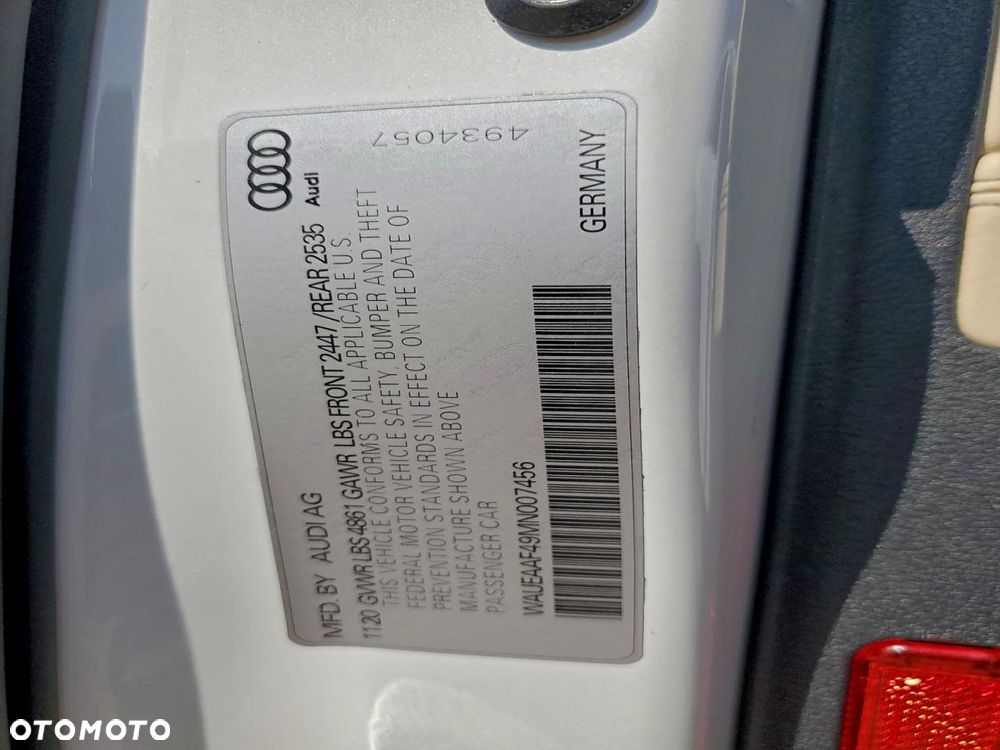 Audi
MFD. BY AUDI AG
1120 GVWR LBS 4861 GAWR LBS FRONT 2447 / REAR 2535
THIS VEHICLE CONFORMS TO ALL APPLICABLE U.S.
FEDERAL MOTOR VEHICLE SAFETY, BUMPER AND THEFT
PREVENTION STANDARDS IN EFFECT ON THE DATE OF
MANUFACTURE SHOWN ABOVE
PASSENGER CAR
4934057
WAUEAAF49MN007456
GERMANY
OTOMOTO